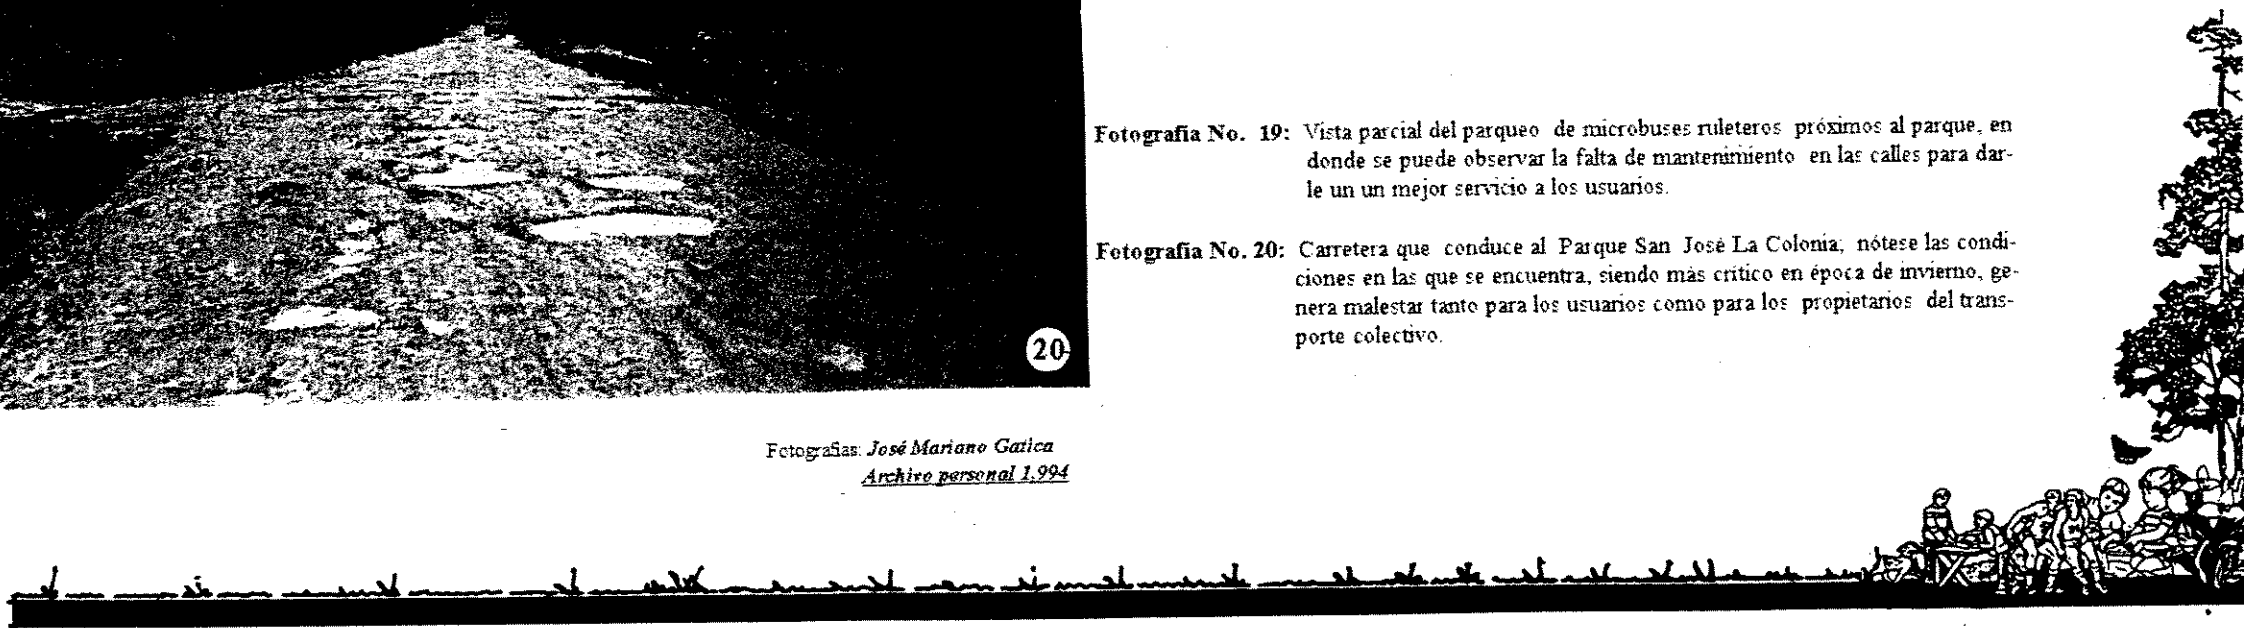 Fotografía No. 19: Vista parcial del parqueo de microbuses ruleteros próximos al parque, en
donde se puede observar la falta de mantenimiento en las calles para dar-
le un un mejor servicio a los usuarios.
Fotografía No. 20: Carretera que conduce al Parque San José La Colonia; nótese las condi-
ciones en las que se encuentra, siendo más crítico en época de invierno, ge-
nera malestar tanto para los usuarios como para los propietarios del trans-
porte colectivo.
20
Fotografías: José Mariano Gatica
Archivo personal 1,994